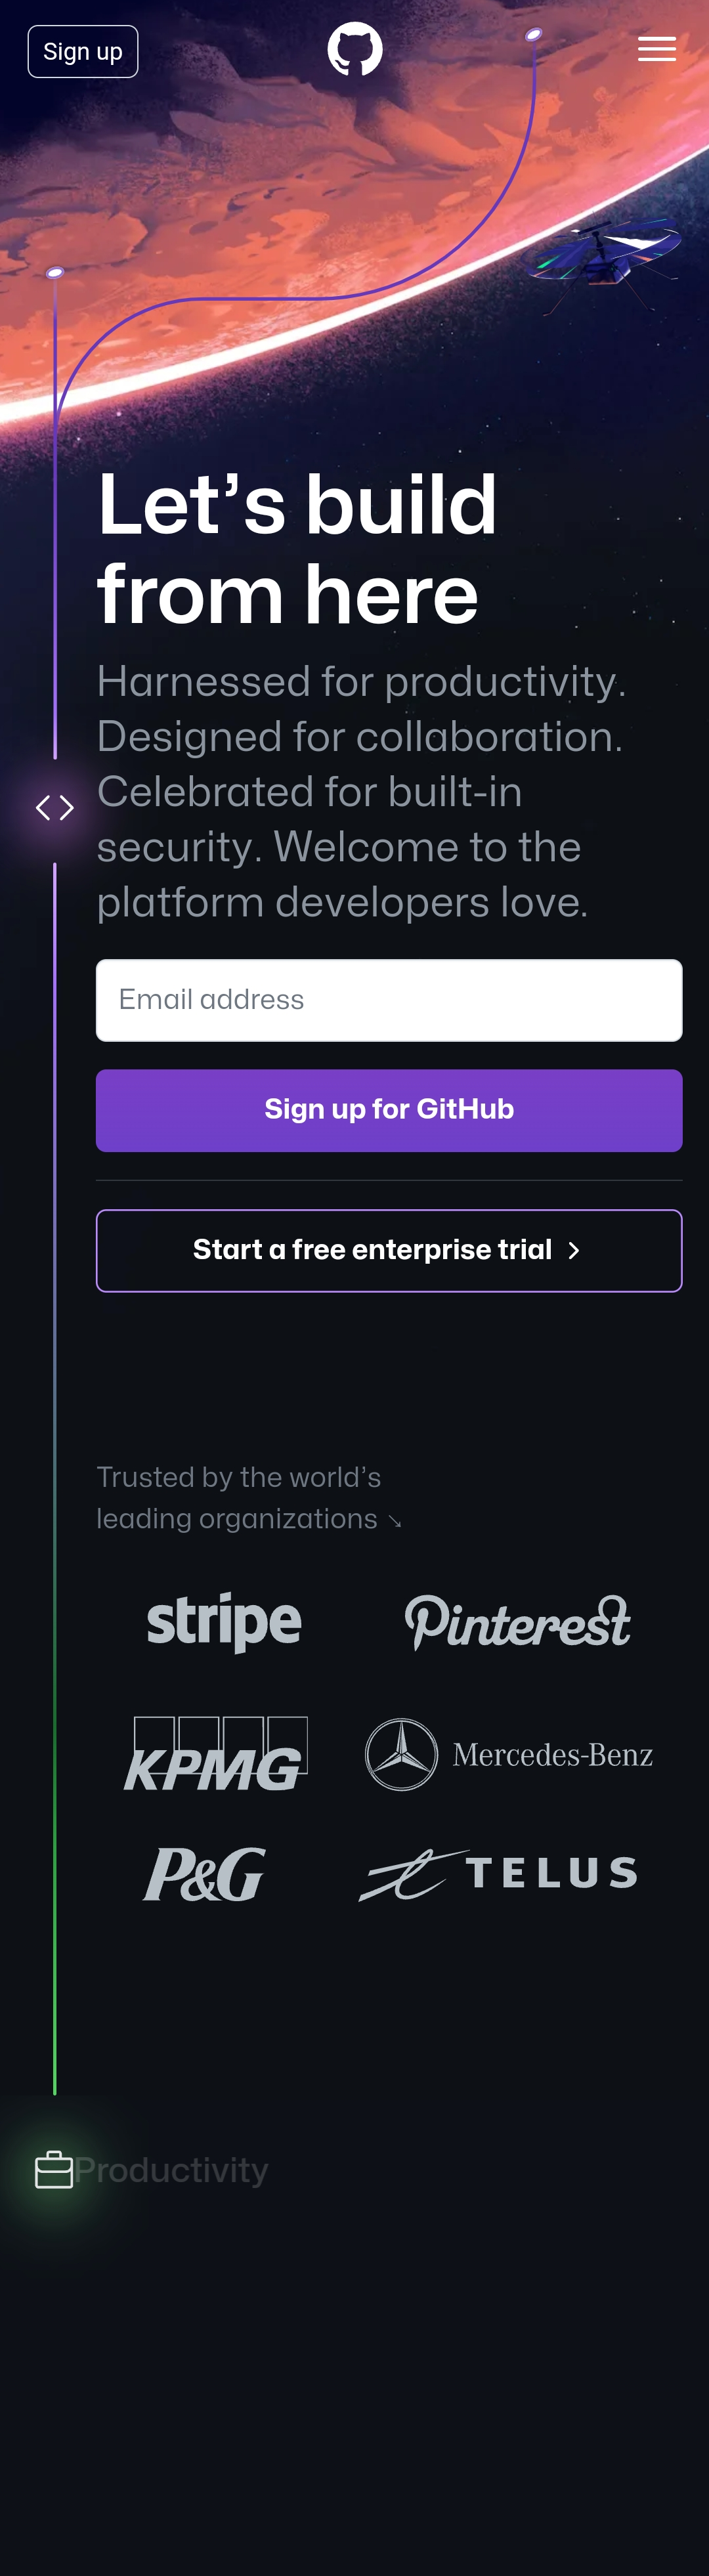 Sign up
Let’s build
from here
Harnessed for productivity.
Designed for collaboration.
Celebrated for built-in
security. Welcome to the
platform developers love.
Email address
Sign up for GitHub
Start a free enterprise trial
Trusted by the world’s
leading organizations ↘
stripe Pinterest
KPMG Mercedes-Benz
P&G TELUS
Productivity